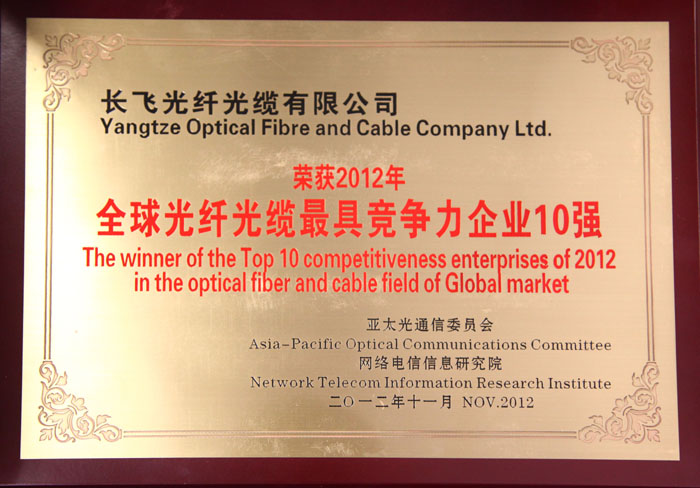 长飞光纤光缆有限公司
Yangtze Optical Fibre and Cable Company Ltd.
荣获2012年
全球光纤光缆最具竞争力企业10强
The winner of the Top 10 competitiveness enterprises of 2012
in the optical fiber and cable field of Global market
亚太光通信委员会
Asia-Pacific Optical Communications Committee
网络电信信息研究院
Network Telecom Information Research Institute
二〇一二年十一月 NOV.2012